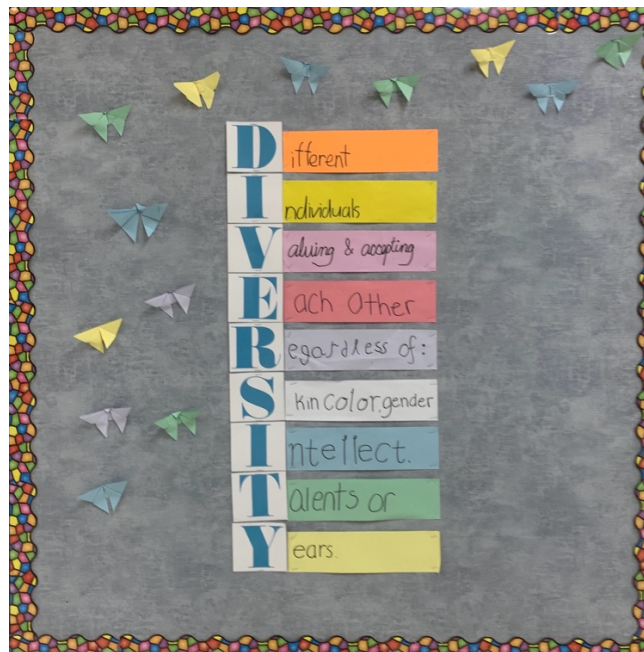 Different
Individuals
Valuing & accepting
Each Other
Regardless of:
Skin Color.gender
Intellect.
Talents or
Years.